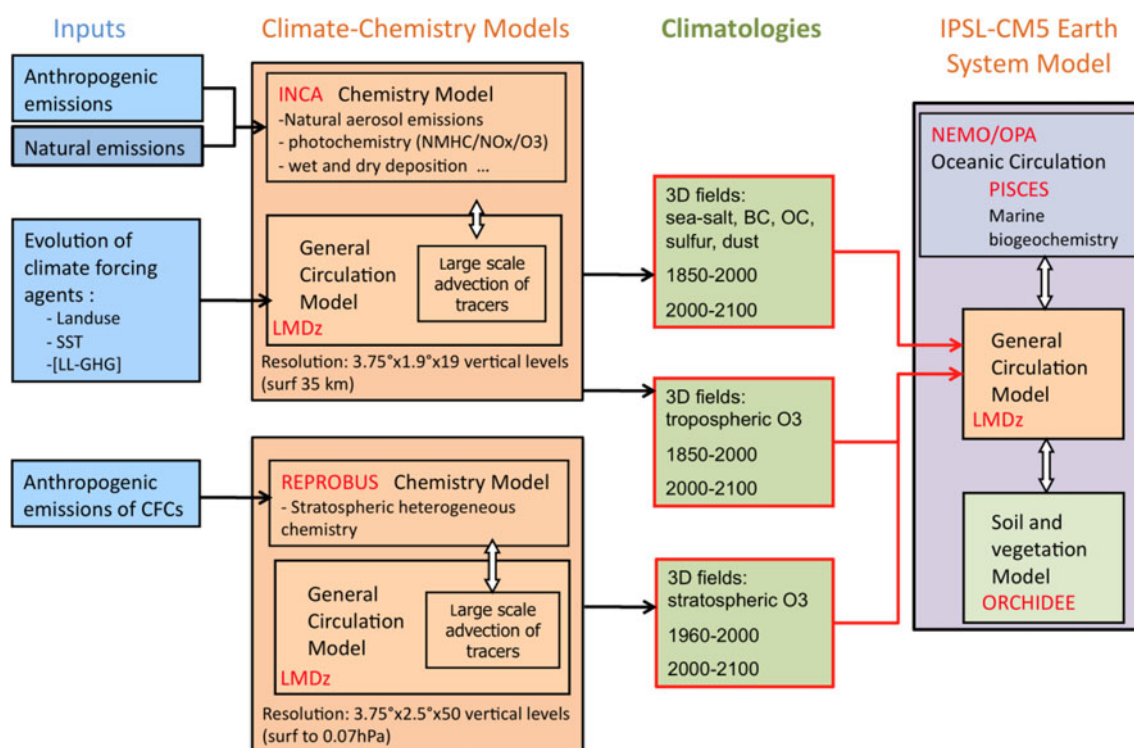 Inputs
Anthropogenic
emissions
Natural emissions
Evolution of
climate forcing
agents :
- Landuse
- SST
-[LL-GHG]
Anthropogenic
emissions of CFCs
Climate-Chemistry Models
INCA Chemistry Model
-Natural aerosol emissions
- photochemistry (NMHC/NOx/O3)
- wet and dry deposition ...
General
Circulation
Model
LMDz
Large scale
advection of
tracers
Resolution: 3.75°x1.9°x19 vertical levels
(surf 35 km)
REPROBUS Chemistry Model
- Stratospheric heterogeneous
chemistry
General
Circulation
Model
LMDz
Large scale
advection of
tracers
Resolution: 3.75°x2.5°x50 vertical levels
(surf to 0.07hPa)
Climatologies
3D fields:
sea-salt, BC, OC,
sulfur, dust
1850-2000
2000-2100
3D fields:
tropospheric O3
1850-2000
2000-2100
3D fields:
stratospheric O3
1960-2000
2000-2100
IPSL-CM5 Earth
System Model
NEMO/OPA
Oceanic Circulation
PISCES
Marine
biogeochemistry
General
Circulation
Model
LMDz
Soil and
vegetation
Model
ORCHIDEE